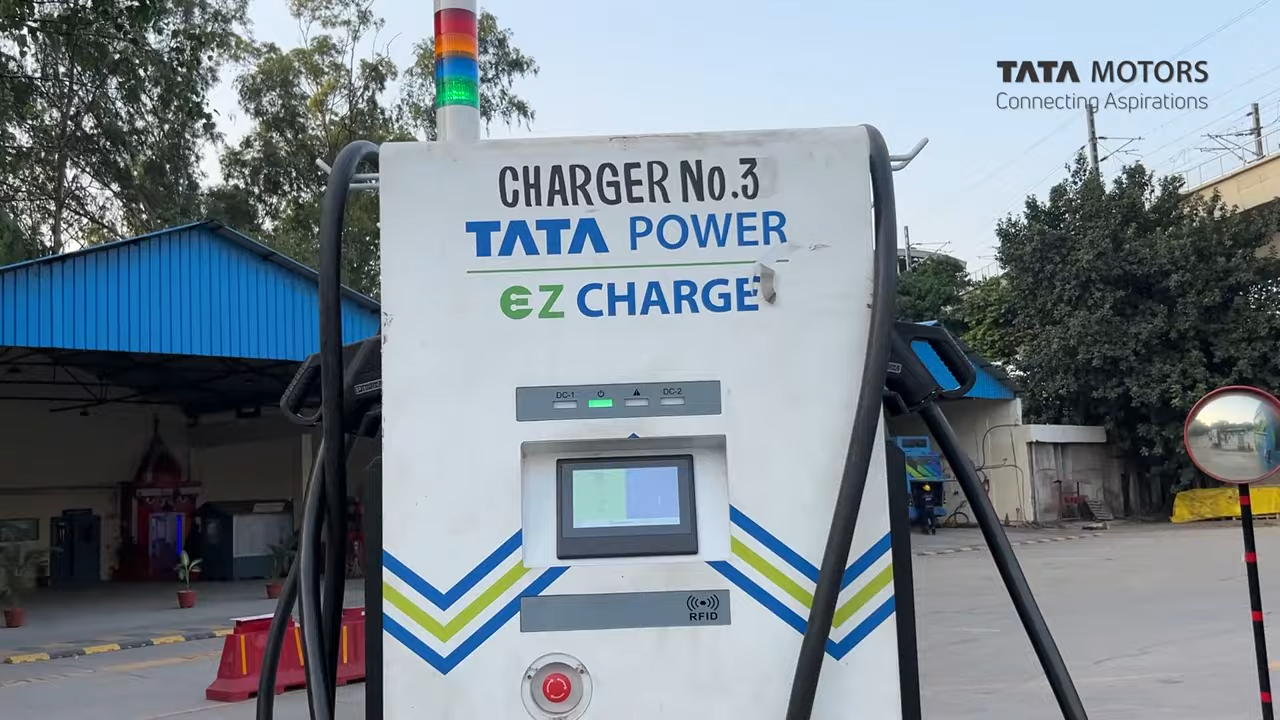 TATA MOTORS
Connecting Aspirations
CHARGER No.3
TATA POWER
EZ CHARGE
DC-1
DC-2
RFID